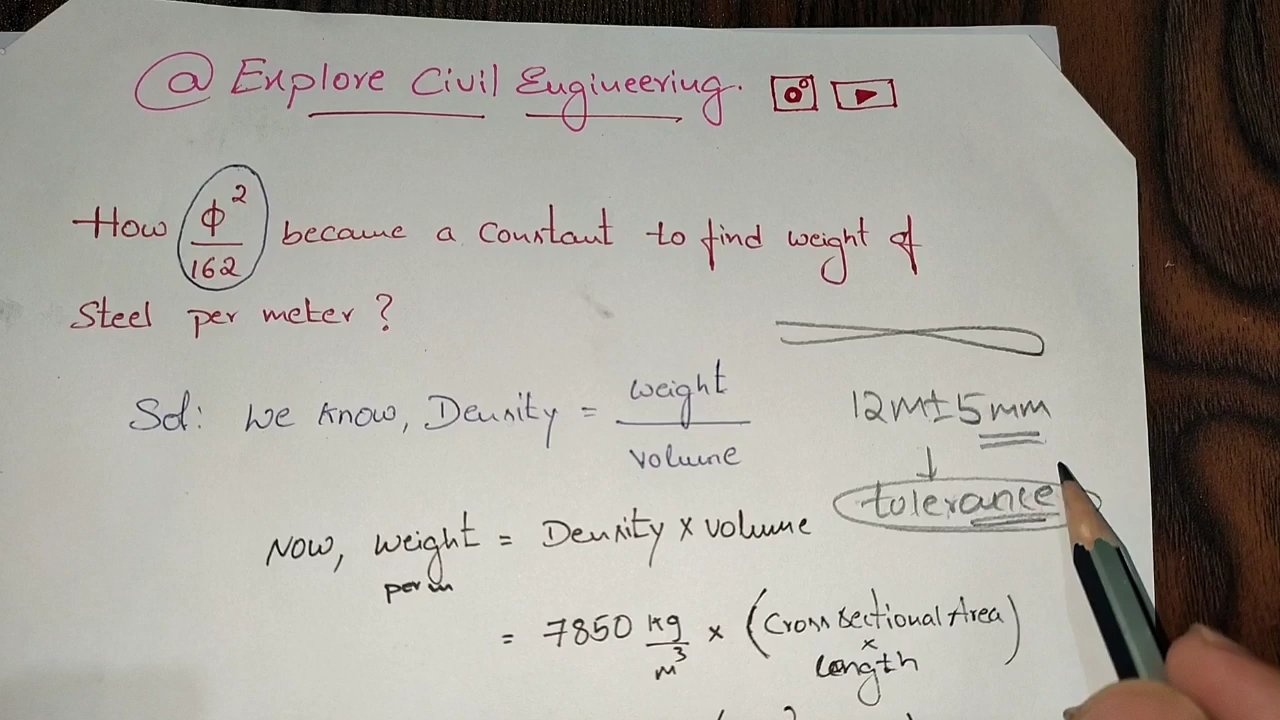 @ Explore Civil Engineering.
How ϕ²/162 became a constant to find weight of
Steel per meter?
Sol: We know, Density = weight/volume
12M±5mm
↓
tolerance
Now, weight per m = Density x volume
= 7850 kg/m³ x (Cross sectional Area x Length)